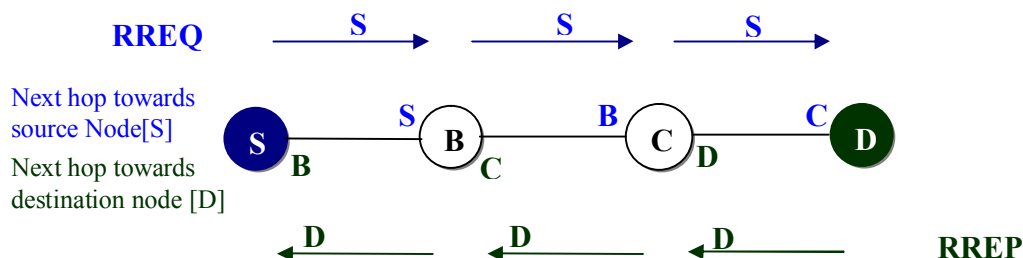 RREQ S S S
Next hop towards
source Node[S]
S B C
S B C D
B C D
Next hop towards
destination node [D]
D D D
RREP